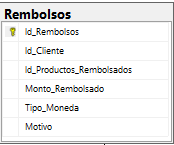 Rembolsos
Id_Rembolsos
Id_Cliente
Id_Productos_Rembolsados
Monto_Rembolsado
Tipo_Moneda
Motivo